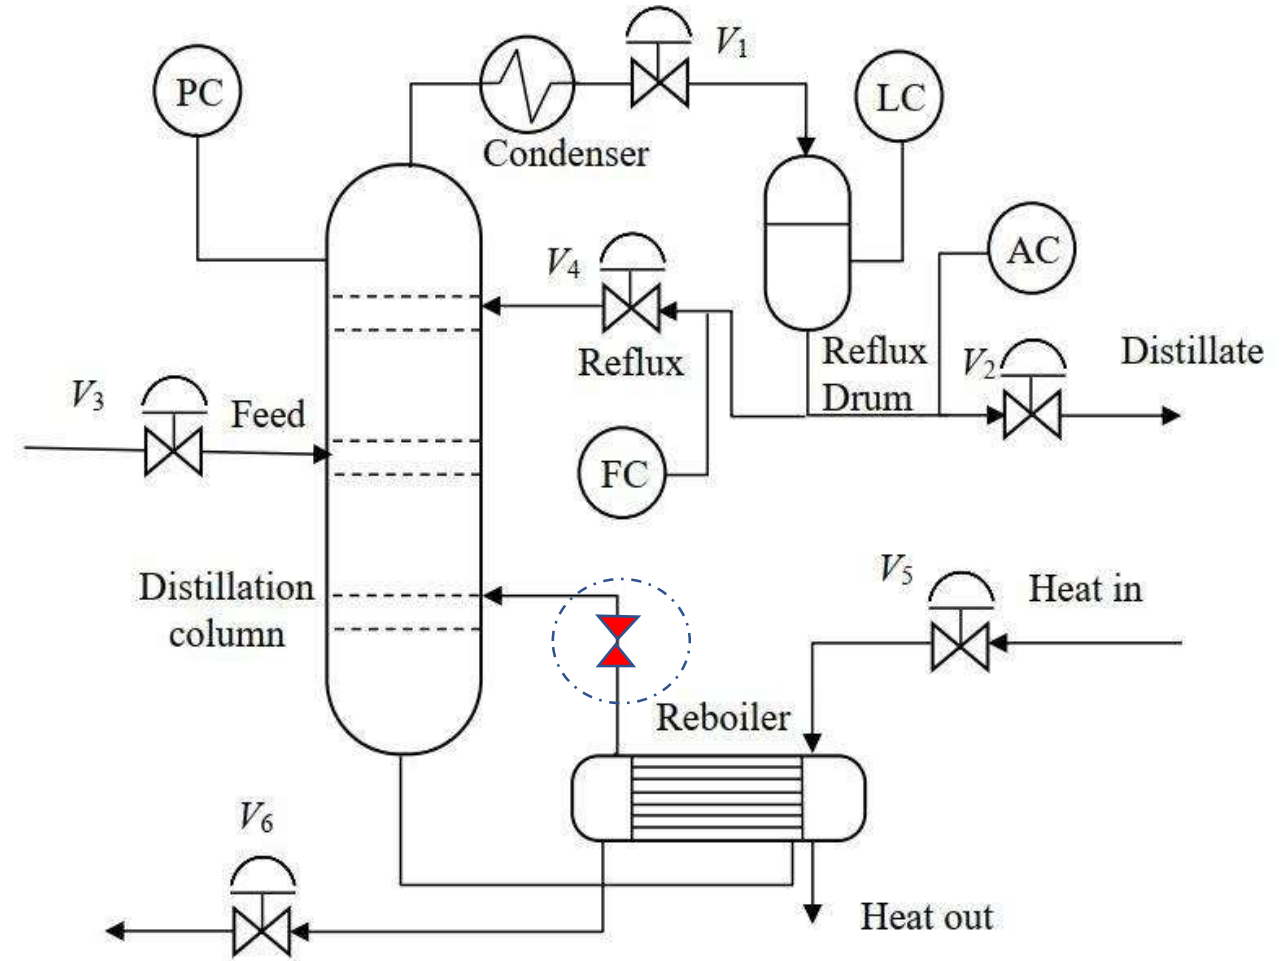 V1
PC
LC
Condenser
V4
AC
Reflux
Reflux
Drum
V2
Distillate
V3
Feed
FC
Distillation
column
V5
Heat in
Reboiler
V6
Heat out